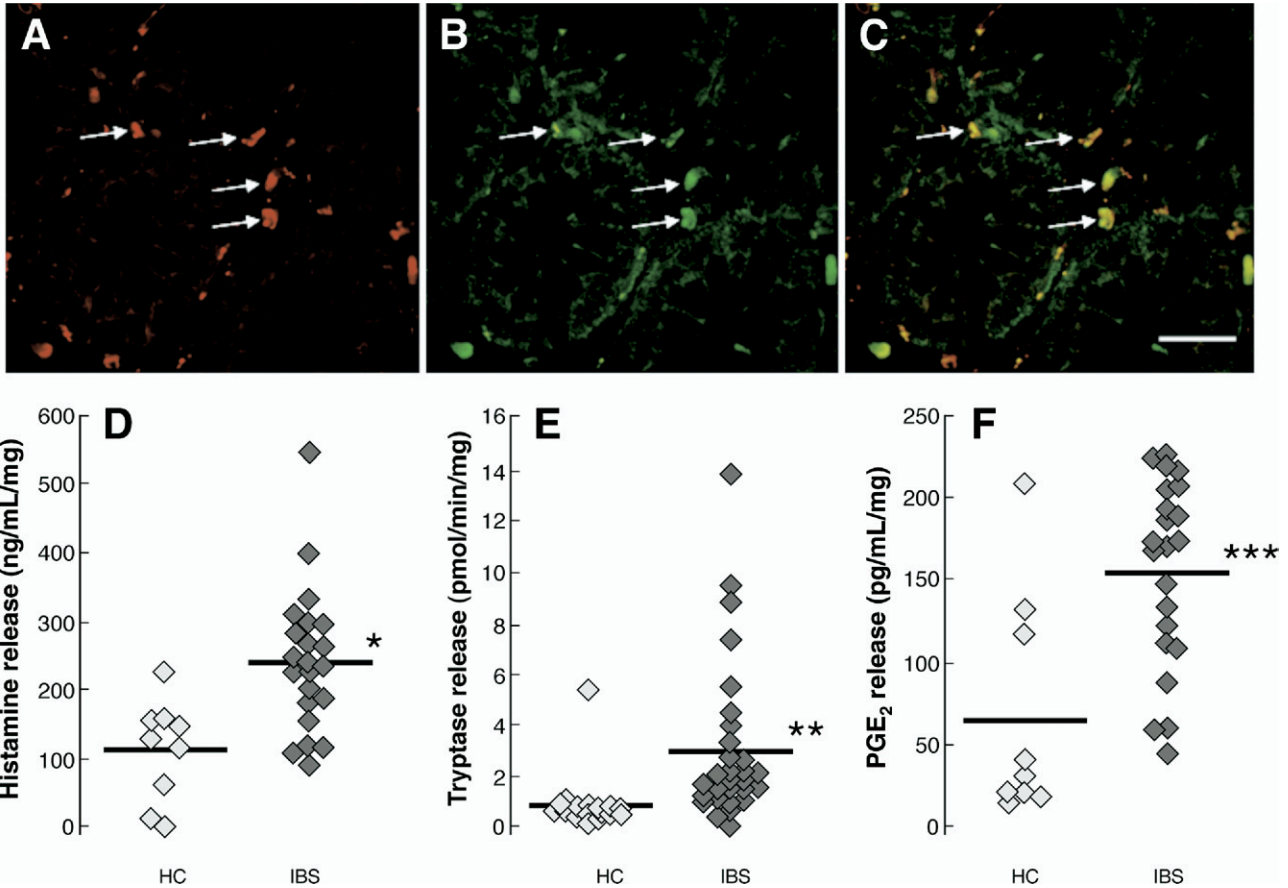 A
B
C
D
Histamine release (ng/mL/mg)
600
500
400
300
200
100
0
*
HC
IBS
E
Tryptase release (pmol/min/mg)
16
14
12
10
8
6
4
2
0
**
HC
IBS
F
PGE₂ release (pg/mL/mg)
250
200
150
100
50
0
***
HC
IBS